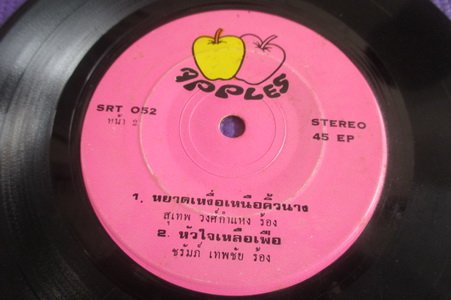 APPLES
SRT 052
หน้า 2
STEREO
45 EP
1. หยาดเหงื่อเหนือคิ้วนาง
สุเทพ วงศ์กำแหง ร้อง
2. หัวใจเหลือเฟือ
ชรัมภ์ เทพชัย ร้อง